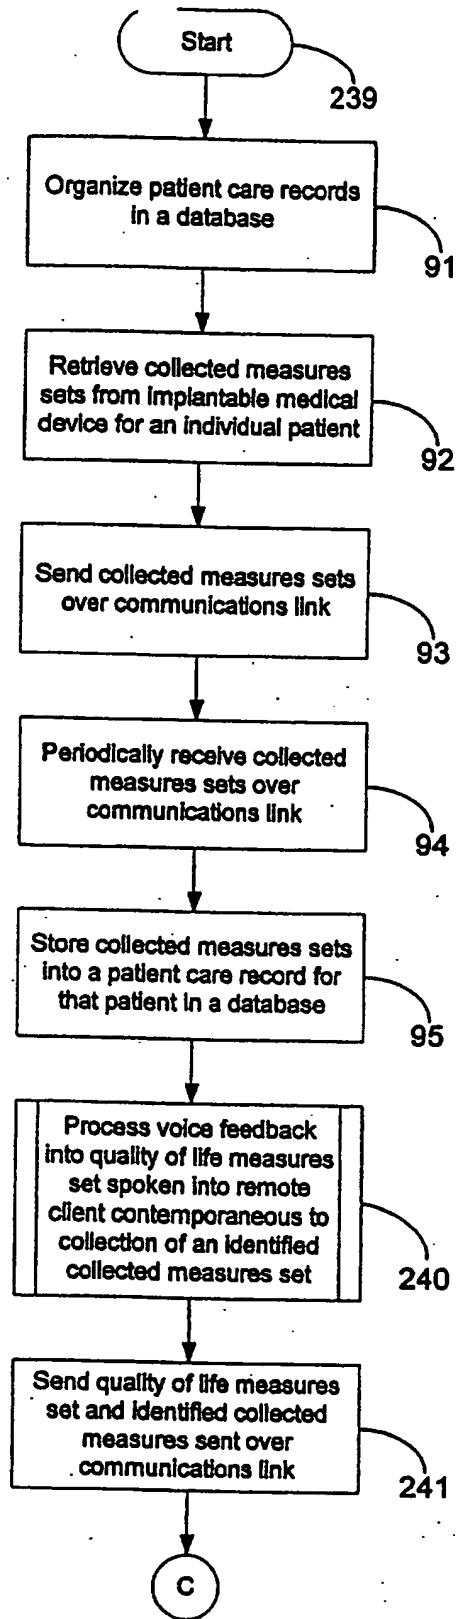 Start
239
Organize patient care records
in a database
91
Retrieve collected measures
sets from implantable medical
device for an individual patient
92
Send collected measures sets
over communications link
93
Periodically receive collected
measures sets over
communications link
94
Store collected measures sets
into a patient care record for
that patient in a database
95
Process voice feedback
into quality of life measures
set spoken into remote
client contemporaneous to
collection of an identified
collected measures set
240
Send quality of life measures
set and identified collected
measures sent over
communications link
241
C